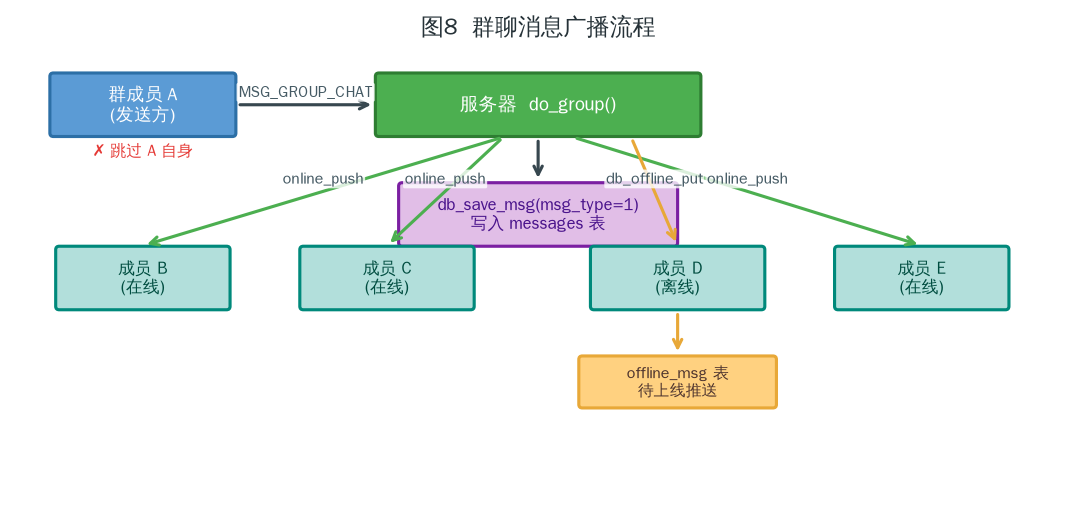 图8 群聊消息广播流程
群成员 A
(发送方)
MSG_GROUP_CHAT
服务器 do_group()
✗ 跳过 A 自身
online_push
online_push
db_offline_put
online_push
db_save_msg(msg_type=1)
写入 messages 表
成员 B
(在线)
成员 C
(在线)
成员 D
(离线)
成员 E
(在线)
offline_msg 表
待上线推送